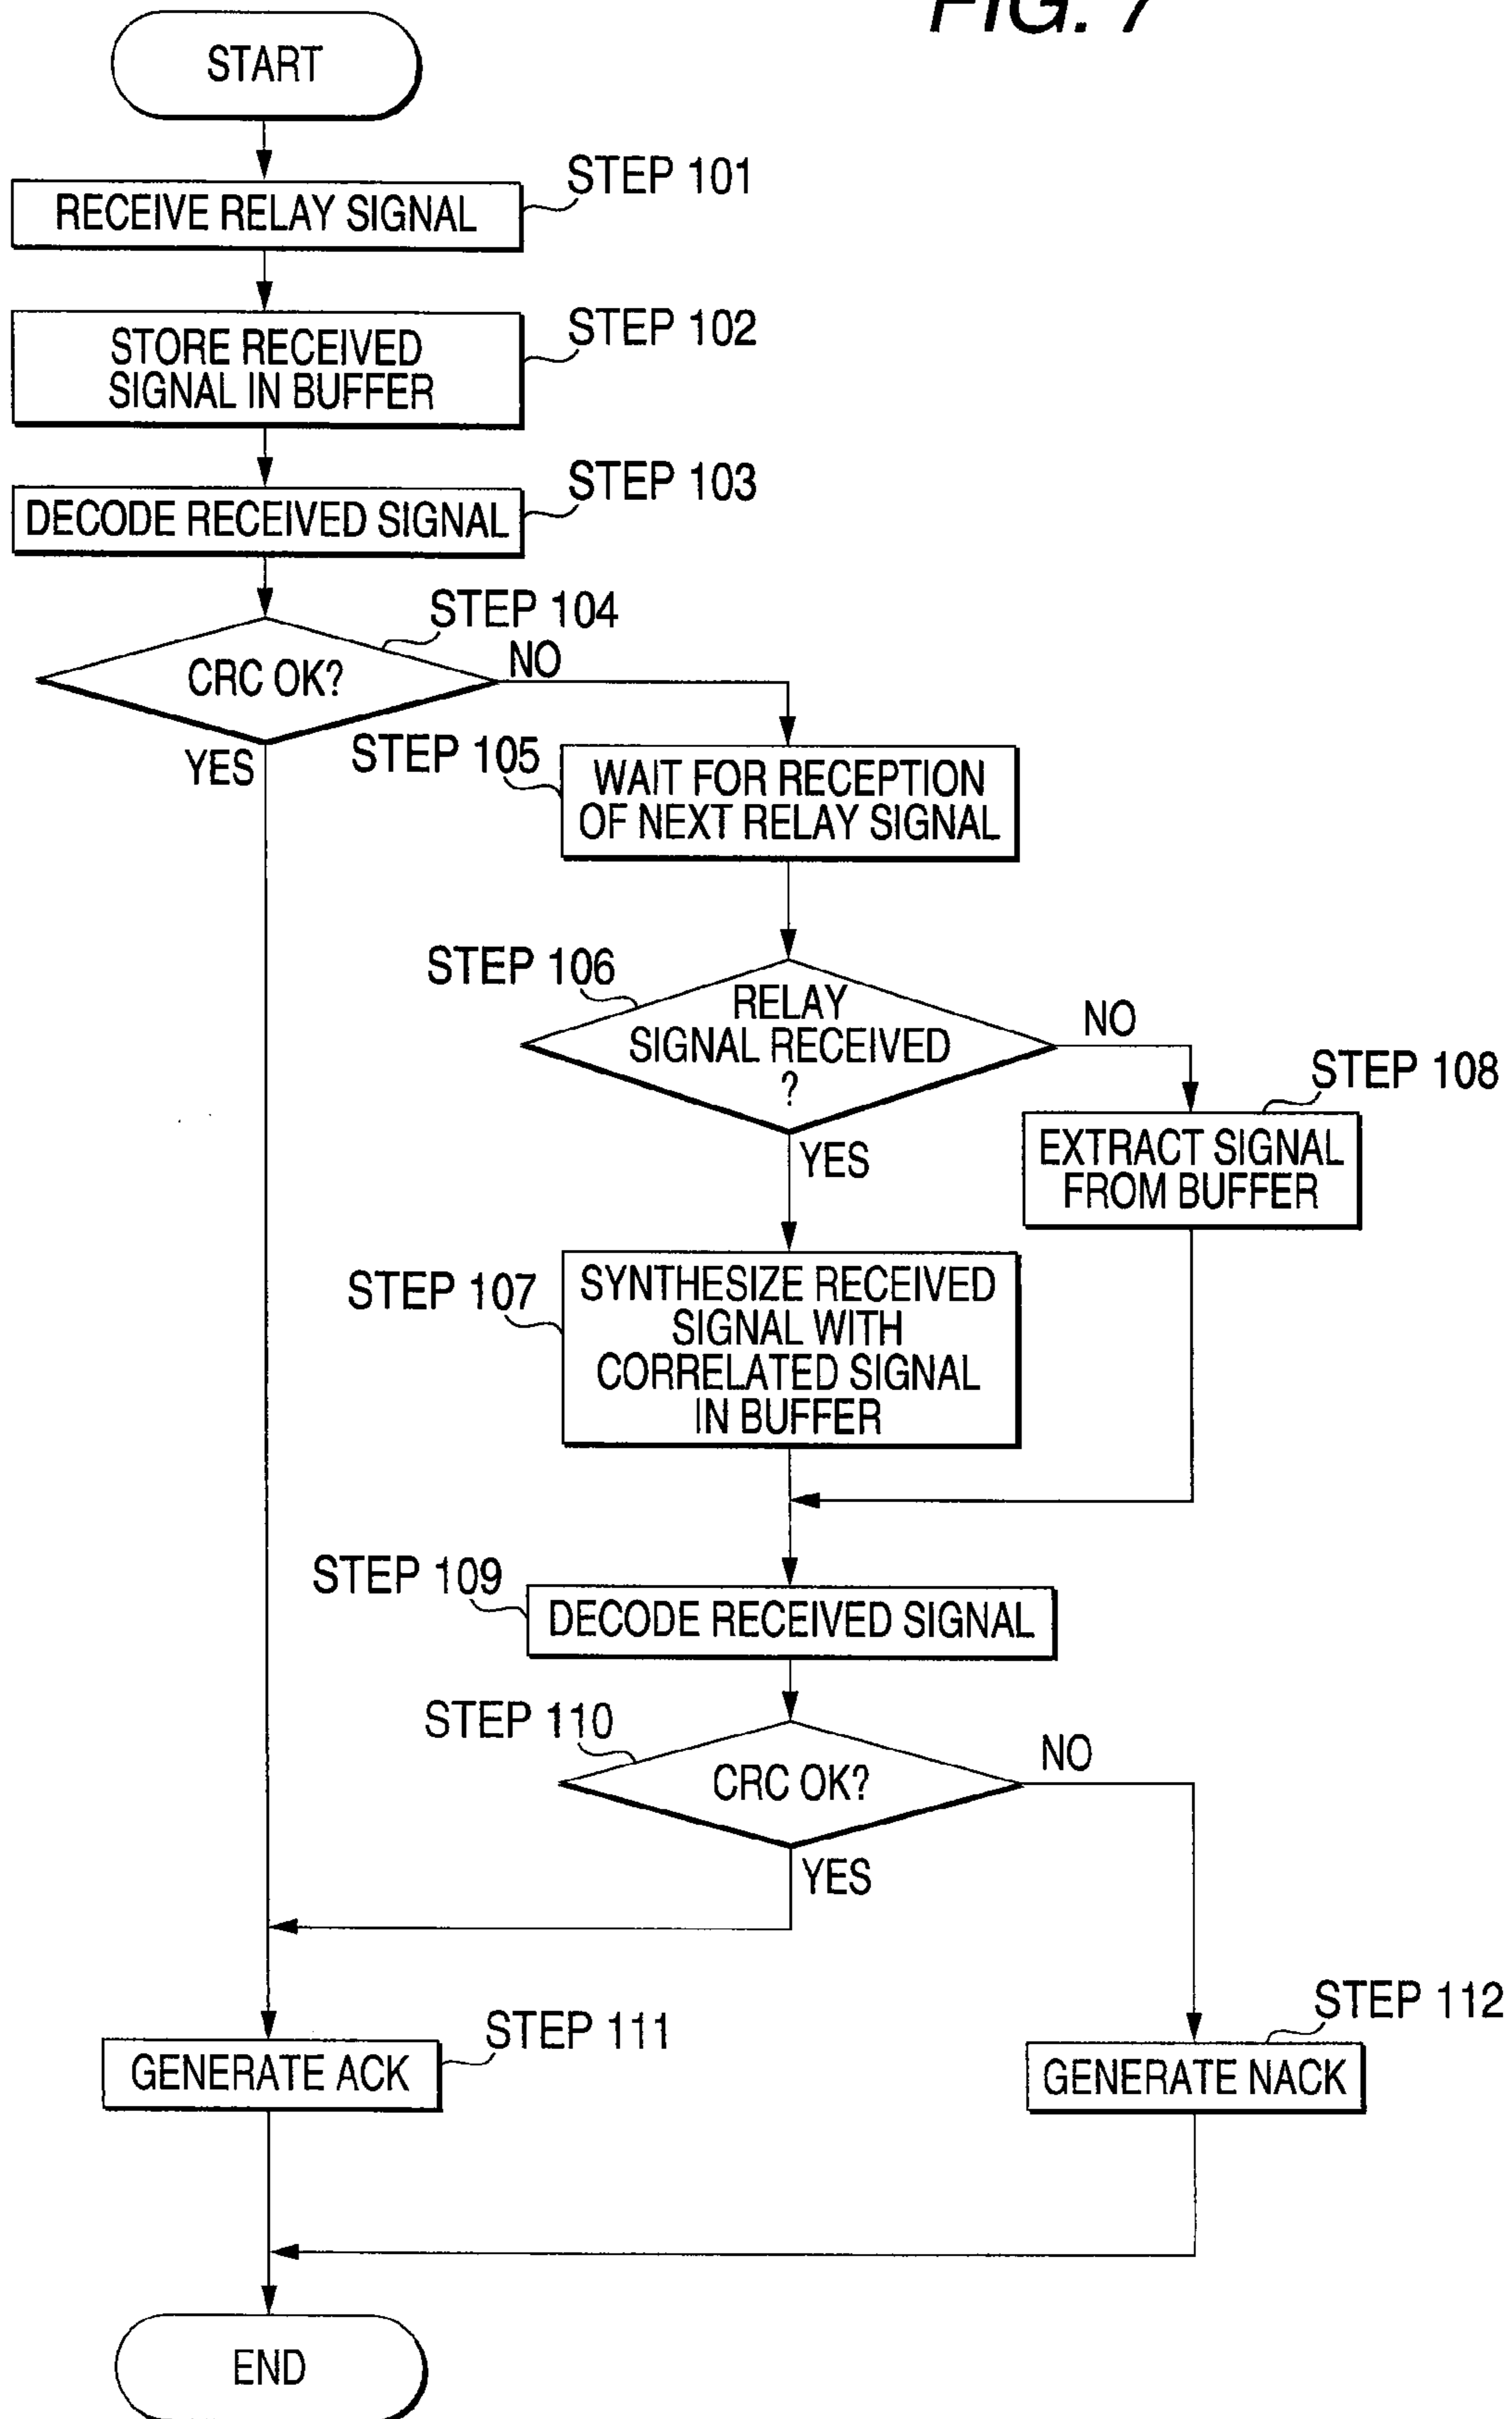 FIG. 7
START
STEP 101
RECEIVE RELAY SIGNAL
STEP 102
STORE RECEIVED
SIGNAL IN BUFFER
STEP 103
DECODE RECEIVED SIGNAL
STEP 104
CRC OK?
NO
YES
STEP 105
WAIT FOR RECEPTION
OF NEXT RELAY SIGNAL
STEP 106
RELAY
SIGNAL RECEIVED
?
NO
YES
STEP 108
EXTRACT SIGNAL
FROM BUFFER
STEP 107
SYNTHESIZE RECEIVED
SIGNAL WITH
CORRELATED SIGNAL
IN BUFFER
STEP 109
DECODE RECEIVED SIGNAL
STEP 110
CRC OK?
NO
YES
STEP 111
GENERATE ACK
STEP 112
GENERATE NACK
END